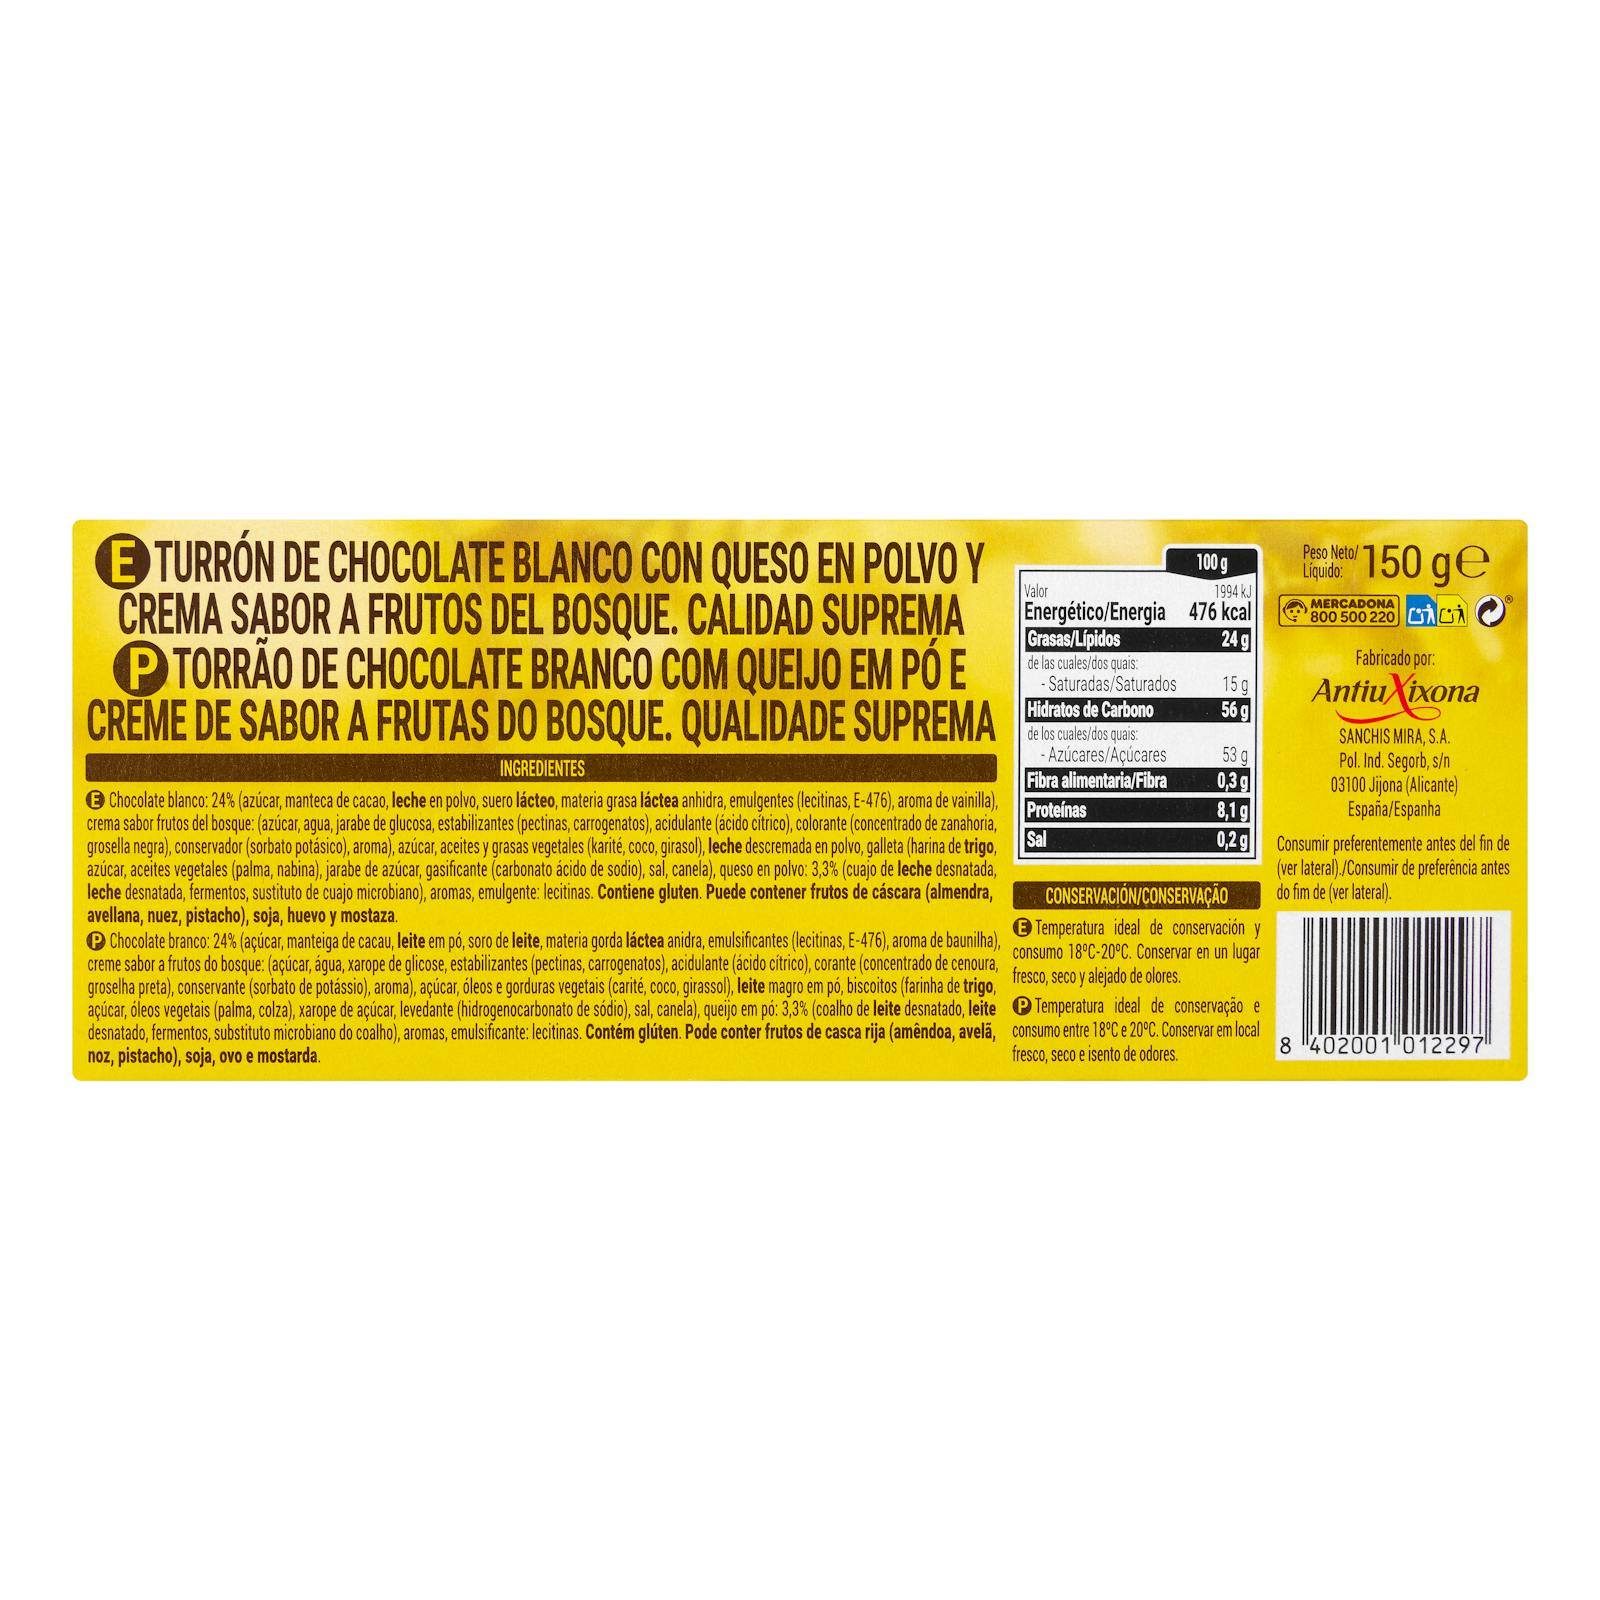 E TURRÓN DE CHOCOLATE BLANCO CON QUESO EN POLVO Y
CREMA SABOR A FRUTOS DEL BOSQUE. CALIDAD SUPREMA
P TORRÃO DE CHOCOLATE BRANCO COM QUEIJO EM PÓ E
CREME DE SABOR A FRUTAS DO BOSQUE. QUALIDADE SUPREMA
INGREDIENTES
E Chocolate blanco: 24% (azúcar, manteca de cacao, leche en polvo, suero lácteo, materia grasa láctea anhidra, emulgentes (lecitinas, E-476), aroma de vainilla),
crema sabor frutos del bosque: (azúcar, agua, jarabe de glucosa, estabilizantes (pectinas, carrogenatos), acidulante (ácido cítrico), colorante (concentrado de zanahoria,
grosella negra), conservador (sorbato potásico), aroma), azúcar, aceites y grasas vegetales (karité, coco, girasol), leche descremada en polvo, galleta (harina de trigo,
azúcar, aceites vegetales (palma, nabina), jarabe de azúcar, gasificante (carbonato ácido de sodio), sal, canela), queso en polvo: 3,3% (cuajo de leche desnatada,
leche desnatada, fermentos, sustituto de cuajo microbiano), aromas, emulgente: lecitinas. Contiene gluten. Puede contener frutos de cáscara (almendra,
avellana, nuez, pistacho), soja, huevo y mostaza.
P Chocolate branco: 24% (açúcar, manteiga de cacau, leite em pó, soro de leite, materia gorda láctea anidra, emulsificantes (lecitinas, E-476), aroma de baunilha),
creme sabor a frutos do bosque: (açúcar, água, xarope de glicose, estabilizantes (pectinas, carrogenatos), acidulante (ácido cítrico), corante (concentrado de cenoura,
groselha preta), conservante (sorbato de potássio), aroma), açúcar, óleos e gorduras vegetais (carité, coco, girassol), leite magro em pó, biscoitos (farinha de trigo,
açúcar, óleos vegetais (palma, colza), xarope de açúcar, levedante (hidrogenocarbonato de sódio), sal, canela), queijo em pó: 3,3% (coalho de leite desnatado, leite
desnatado, fermentos, substituto microbiano do coalho), aromas, emulsificante: lecitinas. Contém glúten. Pode conter frutos de casca rija (amêndoa, avelã,
noz, pistacho), soja, ovo e mostarda.
100 g
Valor 1994 kJ
Energético/Energia 476 kcal
Grasas/Lípidos 24 g
de las cuales/dos quais:
- Saturadas/Saturados 15 g
Hidratos de Carbono 56 g
de los cuales/dos quais:
- Azúcares/Açúcares 53 g
Fibra alimentaria/Fibra 0,3 g
Proteínas 8,1 g
Sal 0,2 g
CONSERVACIÓN/CONSERVAÇÃO
E Temperatura ideal de conservación y
consumo 18ºC-20ºC. Conservar en un lugar
fresco, seco y alejado de olores.
P Temperatura ideal de conservação e
consumo entre 18ºC e 20ºC. Conservar em local
fresco, seco e isento de odores.
Peso Neto/
Líquido: 150 g e
MERCADONA
800 500 220
®
Fabricado por:
AntiuXixona
SANCHIS MIRA, S.A.
Pol. Ind. Segorb, s/n
03100 Jijona (Alicante)
España/Espanha
Consumir preferentemente antes del fin de
(ver lateral)./Consumir de preferência antes
do fim de (ver lateral).
8 402001 012297